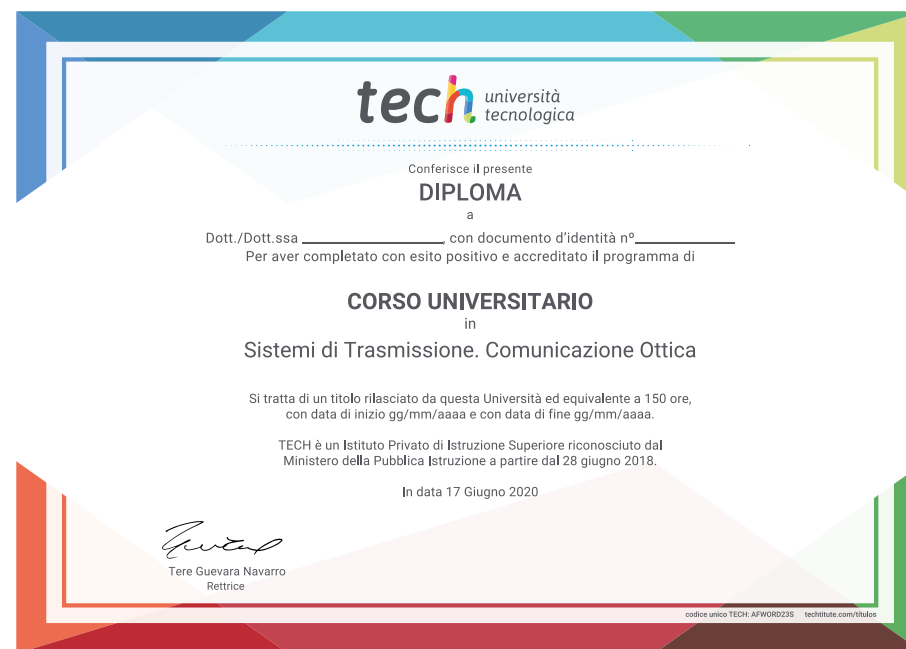 tech università
tecnologica
Conferisce il presente
DIPLOMA
a
Dott./Dott.ssa ______________, con documento d'identità nº__________
Per aver completato con esito positivo e accreditato il programma di
CORSO UNIVERSITARIO
in
Sistemi di Trasmissione. Comunicazione Ottica
Si tratta di un titolo rilasciato da questa Università ed equivalente a 150 ore,
con data di inizio gg/mm/aaaa e con data di fine gg/mm/aaaa.
TECH è un Istituto Privato di Istruzione Superiore riconosciuto dal
Ministero della Pubblica Istruzione a partire dal 28 giugno 2018.
In data 17 Giugno 2020
Tere Guevara Navarro
Rettrice
codice unico TECH: AFWORD23S techtitute.com/titulos